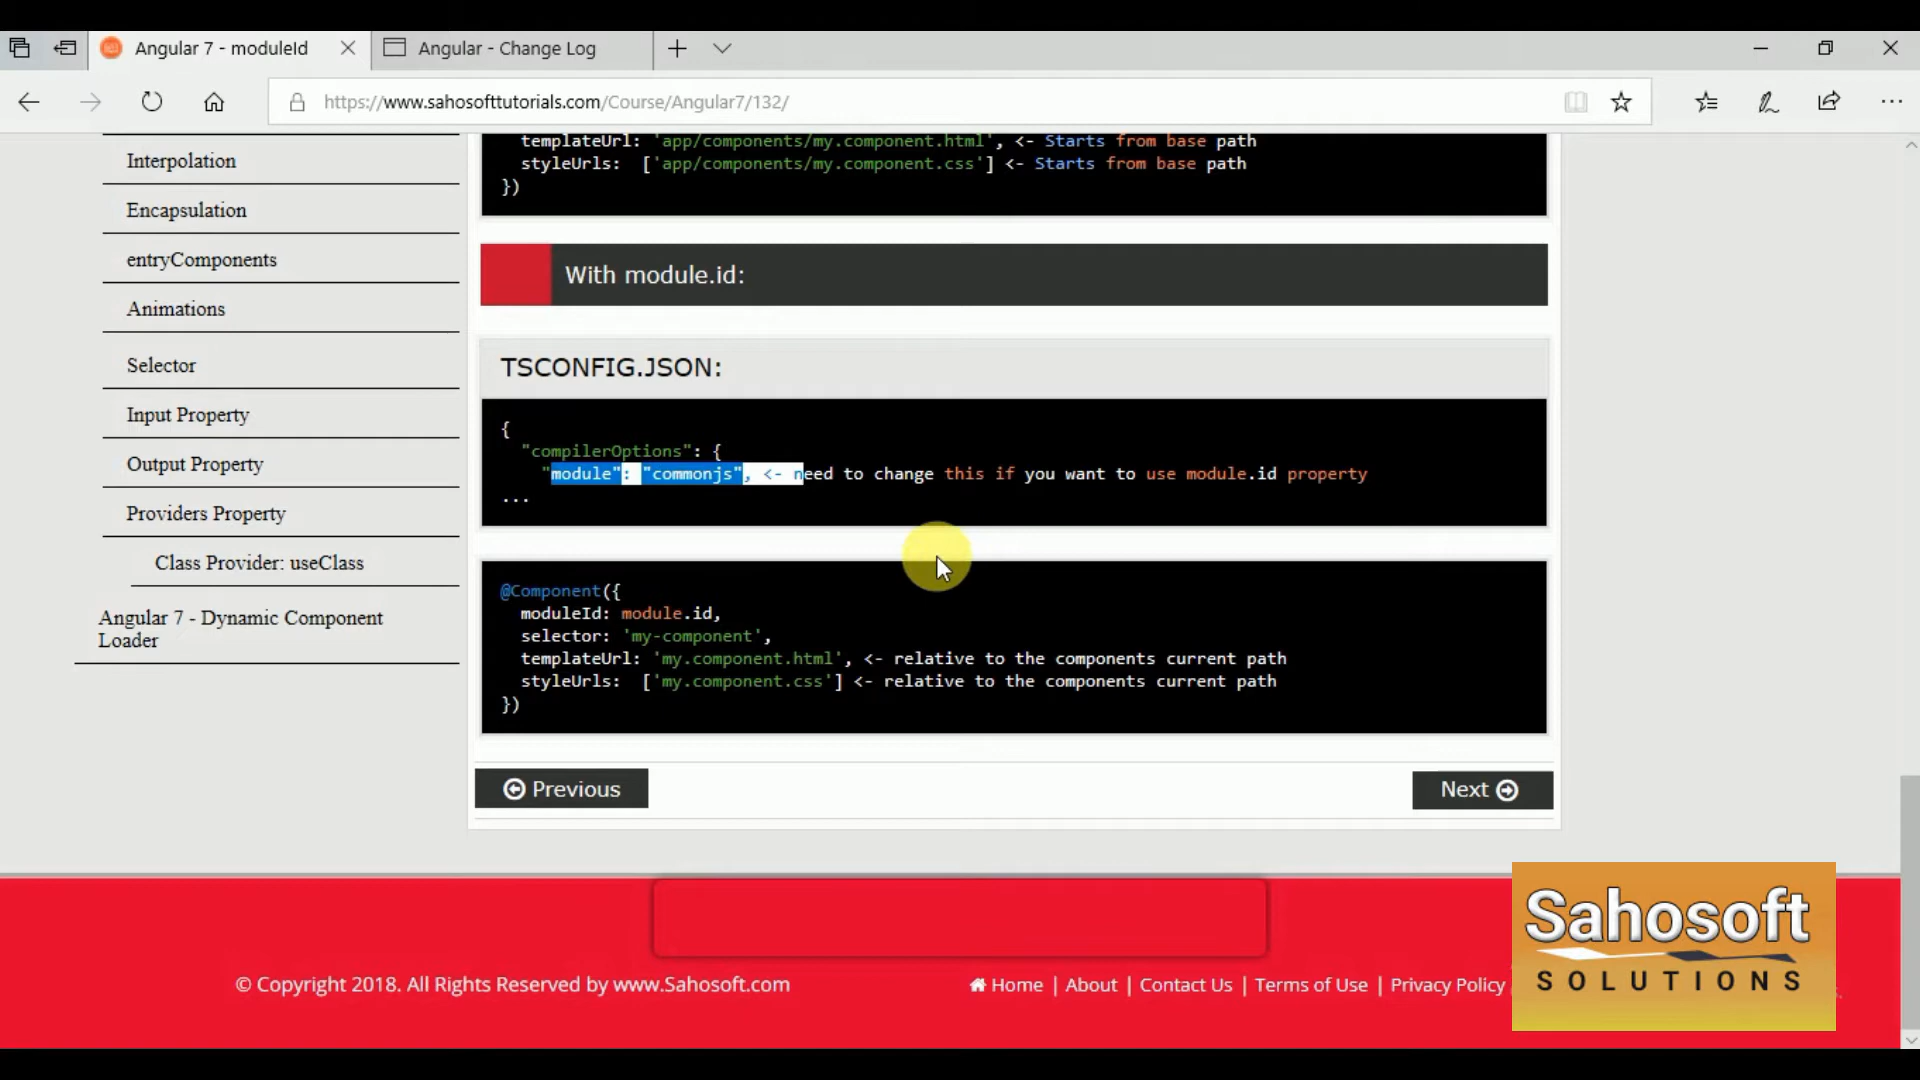 Angular 7 - moduleId
Angular - Change Log
https://www.sahosofttutorials.com/Course/Angular7/132/
Interpolation
Encapsulation
entryComponents
Animations
Selector
Input Property
Output Property
Providers Property
Class Provider: useClass
Angular 7 - Dynamic Component
Loader
templateUrl: 'app/components/my.component.html', <- Starts from base path
styleUrls:  ['app/components/my.component.css'] <- Starts from base path
})
With module.id:
TSCONFIG.JSON:
{
"compilerOptions": {
"module": "commonjs", <- need to change this if you want to use module.id property
...
@Component({
moduleId: module.id,
selector: 'my-component',
templateUrl: 'my.component.html', <- relative to the components current path
styleUrls:  ['my.component.css'] <- relative to the components current path
})
Previous
Next
© Copyright 2018. All Rights Reserved by www.Sahosoft.com
Home | About | Contact Us | Terms of Use | Privacy Policy
Sahosoft
SOLUTIONS